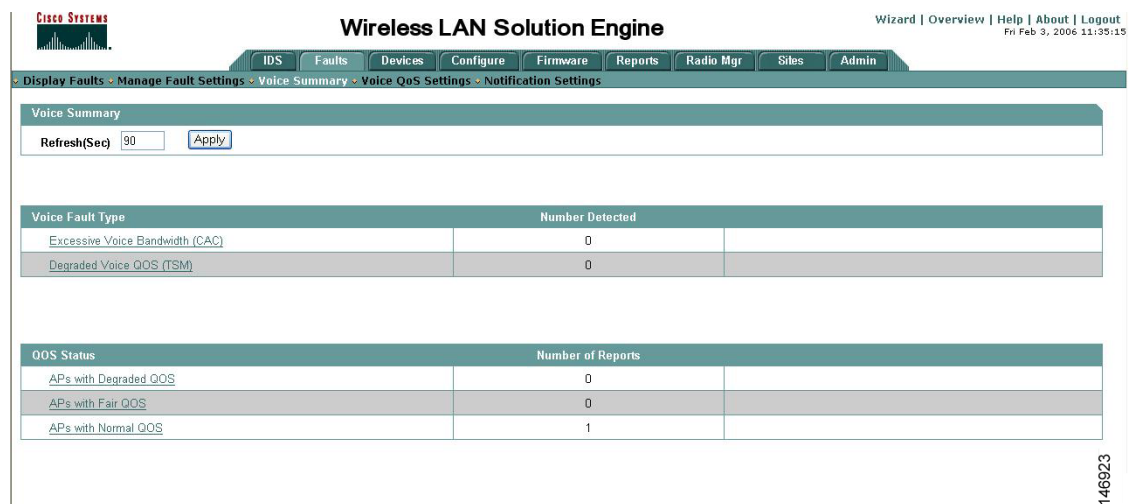 CISCO SYSTEMS
Wireless LAN Solution Engine
Wizard | Overview | Help | About | Logout
Fri Feb 3, 2006 11:35:15
IDS Faults Devices Configure Firmware Reports Radio Mgr Sites Admin
Display Faults Manage Fault Settings Voice Summary Voice QoS Settings Notification Settings
Voice Summary
Refresh(Sec) 90 Apply
Voice Fault Type Number Detected
Excessive Voice Bandwidth (CAC) 0
Degraded Voice QOS (TSM) 0
QOS Status Number of Reports
APs with Degraded QOS 0
APs with Fair QOS 0
APs with Normal QOS 1
146923